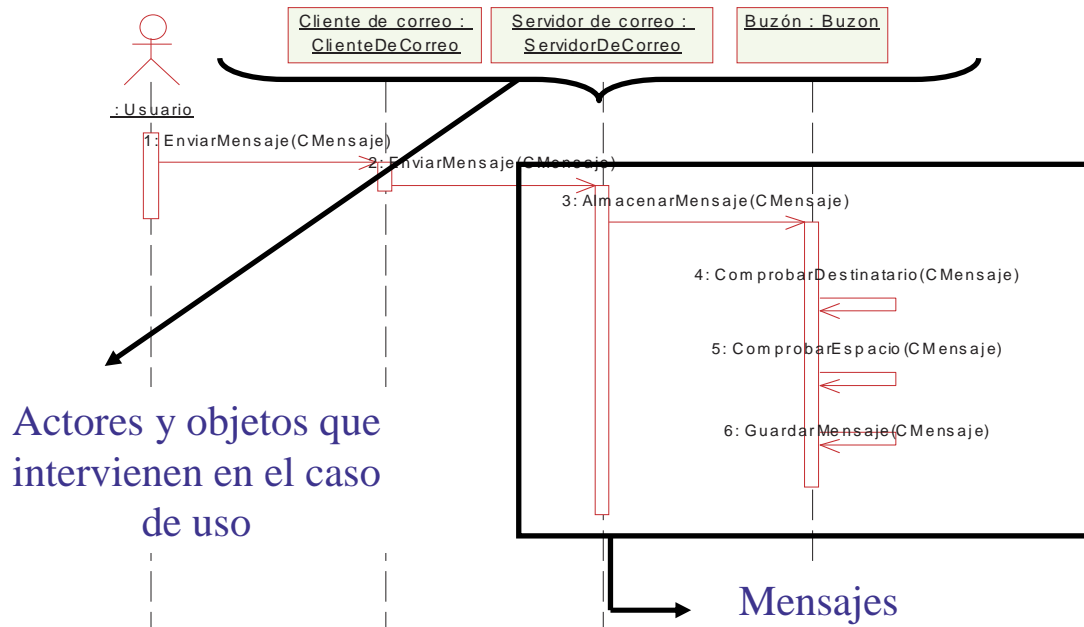 Cliente de correo :
ClienteDeCorreo
Servidor de correo :
ServidorDeCorreo
Buzón : Buzon
: Usuario
1: EnviarMensaje(CMensaje)
2: EnviarMensaje(CMensaje)
3: AlmacenarMensaje(CMensaje)
4: ComprobarDestinatario(CMensaje)
5: ComprobarEspacio(CMensaje)
6: GuardarMensaje(CMensaje)
Actores y objetos que
intervienen en el caso
de uso
Mensajes